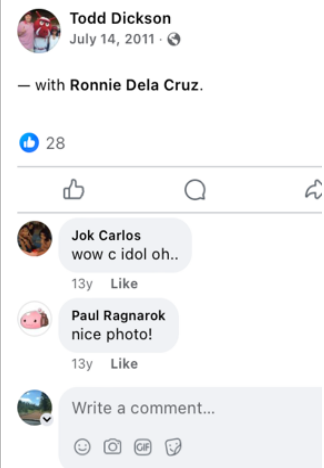 Todd Dickson
July 14, 2011 ·
— with Ronnie Dela Cruz.
28
Jok Carlos
wow c idol oh..
13y Like
Paul Ragnarok
nice photo!
13y Like
Write a comment...
GIF